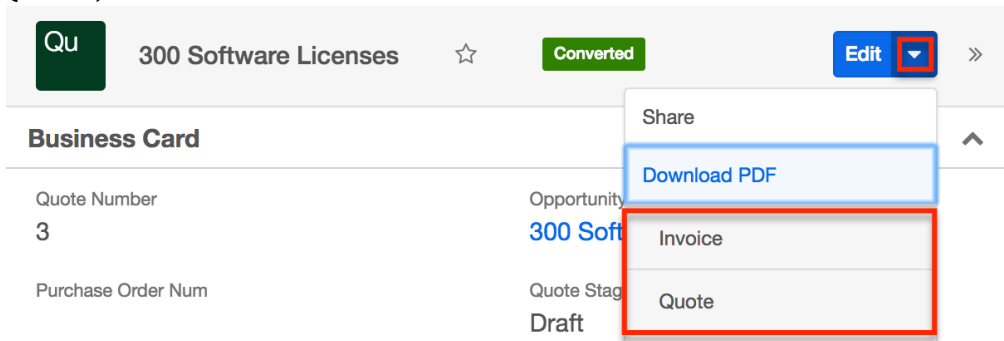 Qu
300 Software Licenses
Converted
Edit
Share
Business Card
Download PDF
Quote Number
Opportunity
3
300 Soft
Invoice
Purchase Order Num
Quote Stag
Quote
Draft